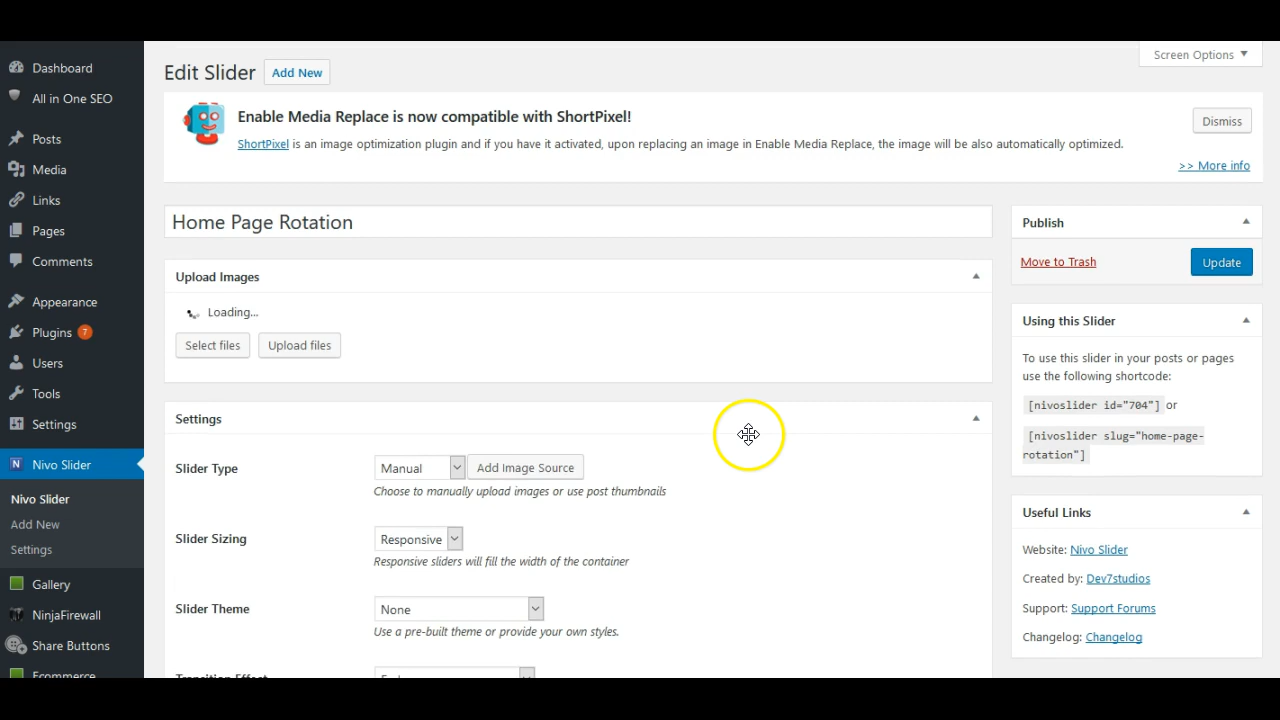 Screen Options
Dashboard
All in One SEO
Posts
Media
Links
Pages
Comments
Appearance
Plugins 7
Users
Tools
Settings
N Nivo Slider
Nivo Slider
Add New
Settings
Gallery
NinjaFirewall
Share Buttons
Ecommerce
Edit Slider Add New
Enable Media Replace is now compatible with ShortPixel!
Dismiss
ShortPixel is an image optimization plugin and if you have it activated, upon replacing an image in Enable Media Replace, the image will be also automatically optimized.
>> More info
Home Page Rotation
Upload Images
Loading...
Select files Upload files
Settings
Slider Type Manual Add Image Source
Choose to manually upload images or use post thumbnails
Slider Sizing Responsive
Responsive sliders will fill the width of the container
Slider Theme None
Use a pre-built theme or provide your own styles.
Transition Effect
Publish
Move to Trash Update
Using this Slider
To use this slider in your posts or pages
use the following shortcode:
[nivoslider id="704"] or
[nivoslider slug="home-page-
rotation"]
Useful Links
Website: Nivo Slider
Created by: Dev7studios
Support: Support Forums
Changelog: Changelog